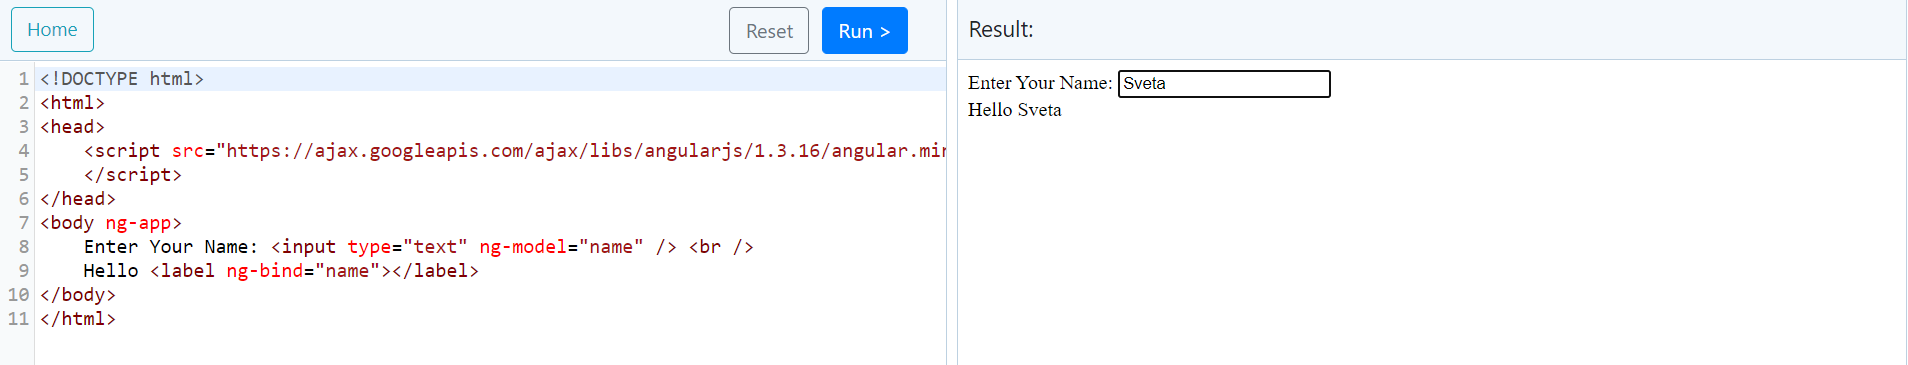 Home
Reset
Run >
1 <!DOCTYPE html>
2 <html>
3 <head>
4     <script src="https://ajax.googleapis.com/ajax/libs/angularjs/1.3.16/angular.mi
5     </script>
6 </head>
7 <body ng-app>
8     Enter Your Name: <input type="text" ng-model="name" /> <br />
9     Hello <label ng-bind="name"></label>
10 </body>
11 </html>
Result:
Enter Your Name: Sveta
Hello Sveta